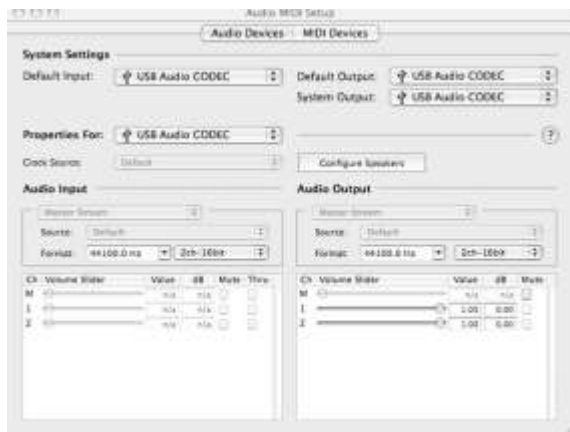 Audio MIDI Setup
Audio Devices MIDI Devices
System Settings
Default Input: USB Audio CODEC
Default Output: USB Audio CODEC
System Output: USB Audio CODEC
Properties For: USB Audio CODEC ?
Clock Source: Default
Configure Speakers
Audio Input
Audio Output
Master Stream
Master Stream
Source: Default
Source: Default
Format: 44100.0 Hz 2ch-16bit
Format: 44100.0 Hz 2ch-16bit
Ch Volume Slider Value dB Mute Thru
M n/a n/a
1 n/a n/a
2 n/a n/a
Ch Volume Slider Value dB Mute
M n/a n/a
1 1.00 0.00
2 1.00 0.00